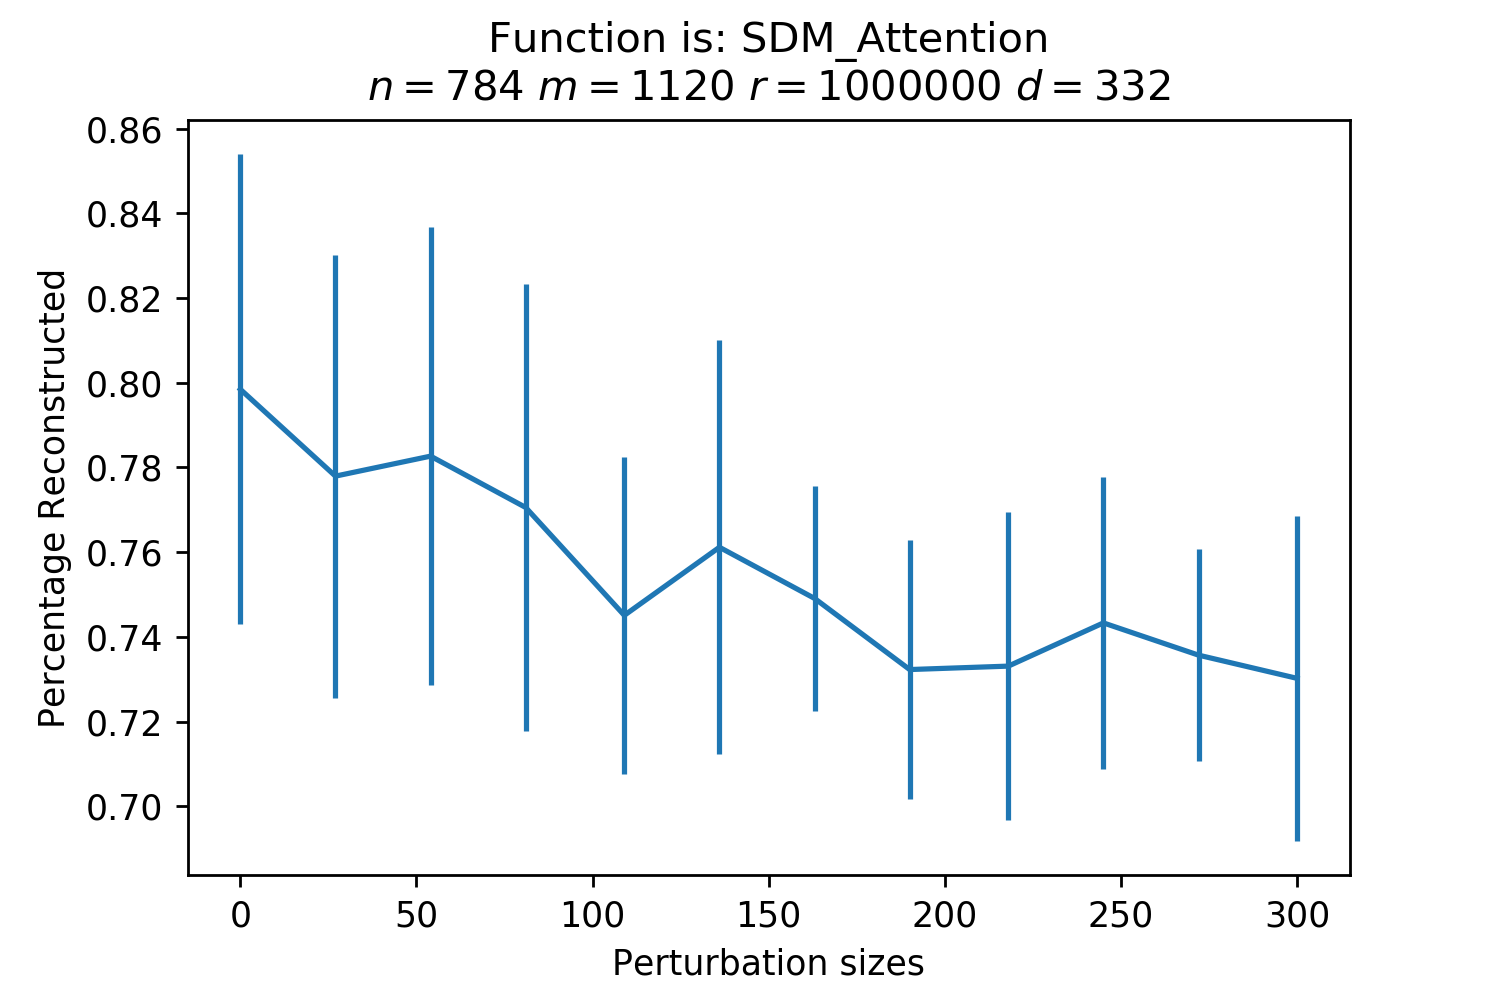 Function is: SDM_Attention
n = 784 m = 1120 r = 1000000 d = 332
0.86
0.84
0.82
0.80
0.78
0.76
0.74
0.72
0.70
Percentage Reconstructed
0 50 100 150 200 250 300
Perturbation sizes